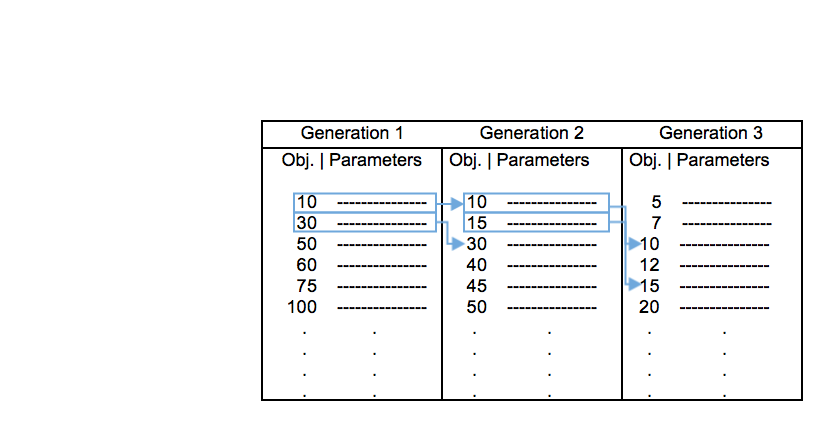 Generation 1 Generation 2 Generation 3
Obj. | Parameters Obj. | Parameters Obj. | Parameters
10 --------------- 10 --------------- 5 ---------------
30 --------------- 15 --------------- 7 ---------------
50 --------------- 30 --------------- 10 ---------------
60 --------------- 40 --------------- 12 ---------------
75 --------------- 45 --------------- 15 ---------------
100 --------------- 50 --------------- 20 ---------------
. . . . . .
. . . . . .
. . . . . .
. . . . . .